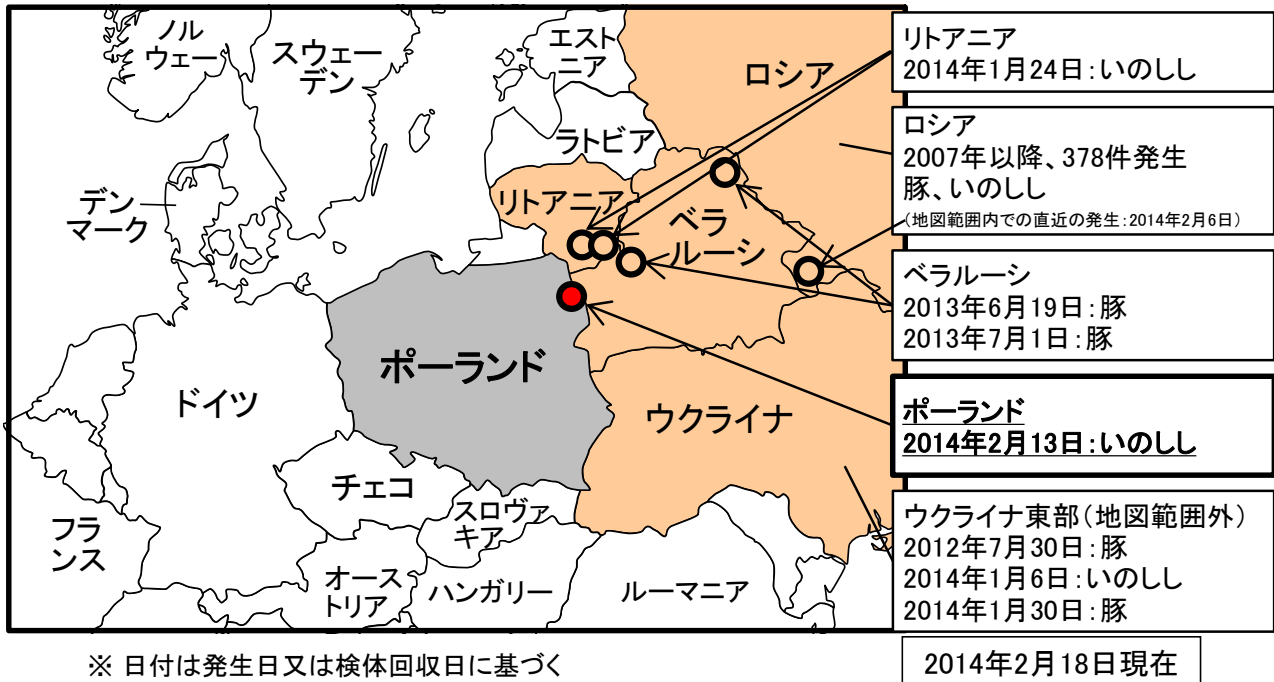 ノル
ウェー
スウェー
デン
エスト
ニア
ロシア
ラトビア
リトアニア
デン
マーク
ベラ
ルーシ
ポーランド
ドイツ
ウクライナ
チェコ
スロヴァ
キア
フラ
ンス
オース
トリア
ハンガリー
ルーマニア
リトアニア
2014年1月24日:いのしし
ロシア
2007年以降、378件発生
豚、いのしし
(地図範囲内での直近の発生:2014年2月6日)
ベラルーシ
2013年6月19日:豚
2013年7月1日:豚
ポーランド
2014年2月13日:いのしし
ウクライナ東部(地図範囲外)
2012年7月30日:豚
2014年1月6日:いのしし
2014年1月30日:豚
※ 日付は発生日又は検体回収日に基づく
2014年2月18日現在